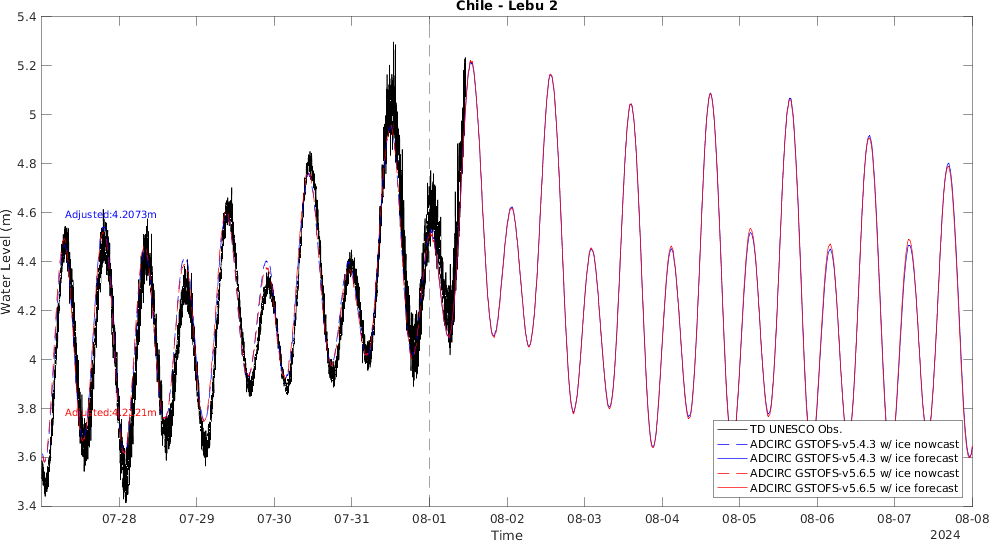 Chile - Lebu 2
5.4
5.2
5
4.8
4.6
4.4
4.2
4
3.8
3.6
3.4
Water Level (m)
Adjusted:4.2073m
TD UNESCO Obs.
ADCIRC GSTOFS-v5.4.3 w/ ice nowcast
ADCIRC GSTOFS-v5.4.3 w/ ice forecast
ADCIRC GSTOFS-v5.6.5 w/ ice nowcast
ADCIRC GSTOFS-v5.6.5 w/ ice forecast
07-28
07-29
07-30
07-31
08-01
08-02
08-03
08-04
08-05
08-06
08-07
08-08
Time
2024